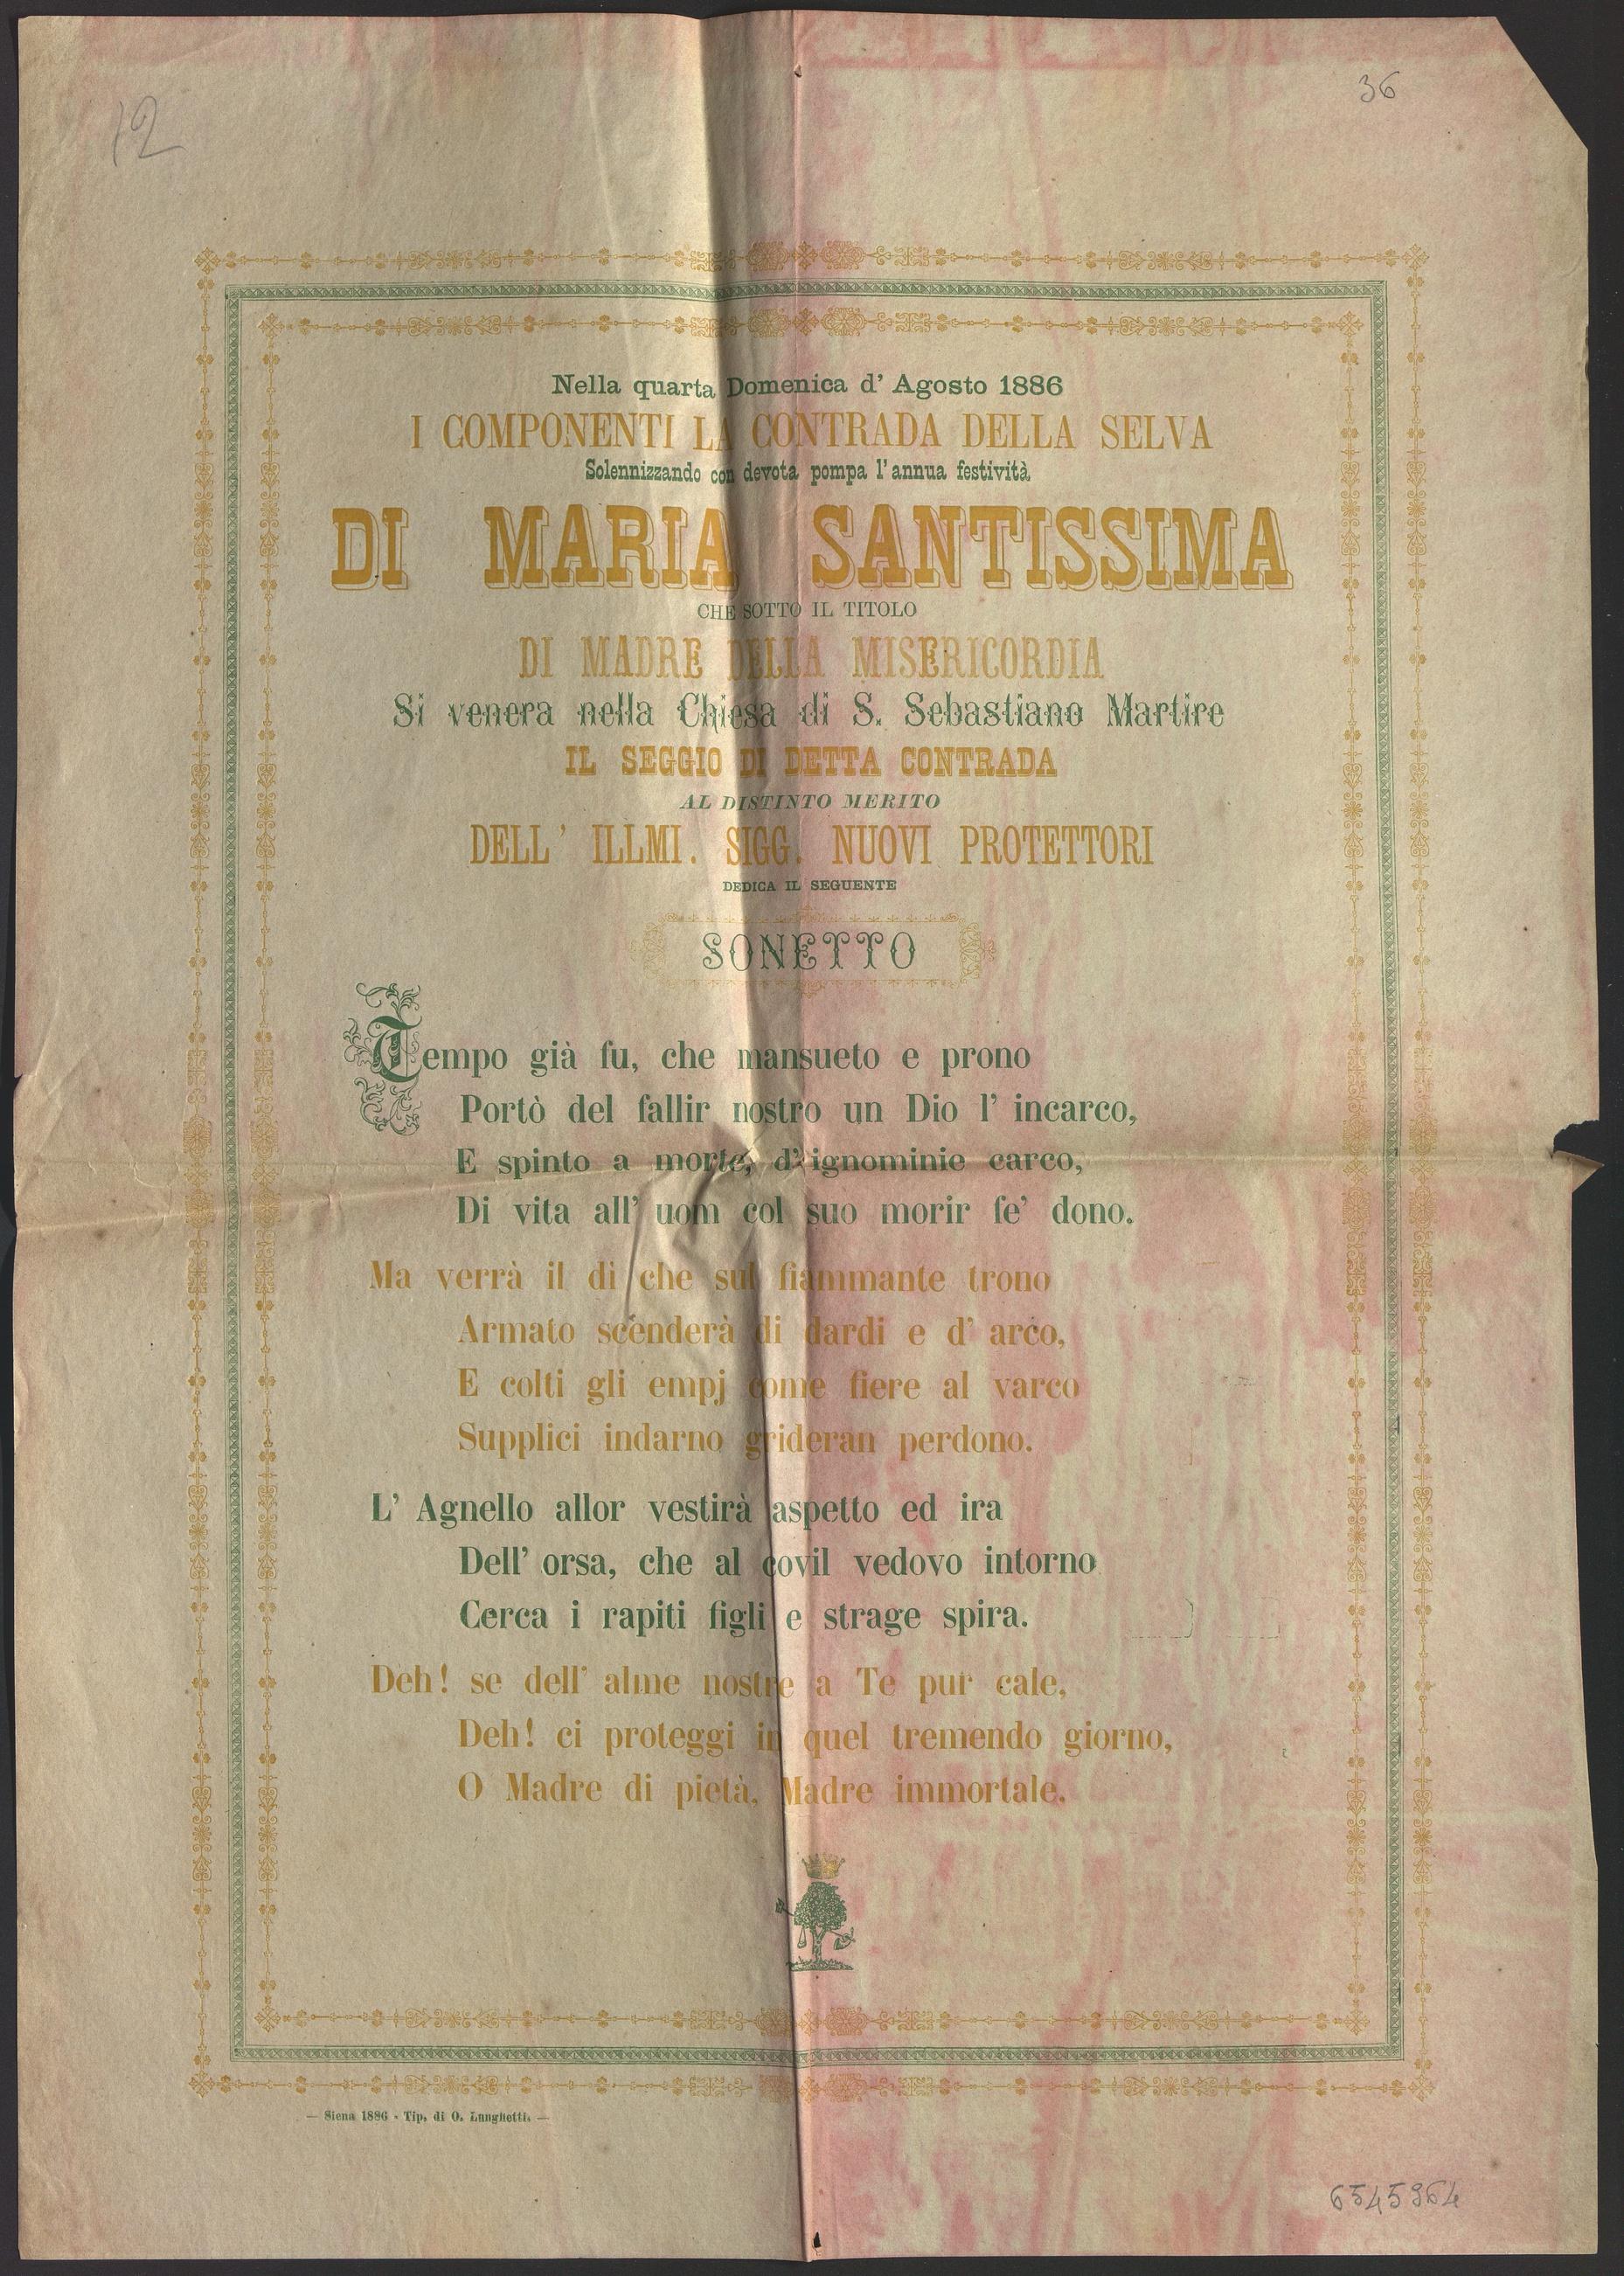 12
36
Nella quarta Domenica d' Agosto 1886
I COMPONENTI LA CONTRADA DELLA SELVA
Solennizzando con devota pompa l'annua festività
DI MARIA SANTISSIMA
CHE SOTTO IL TITOLO
DI MADRE DELLA MISERICORDIA
Si venera nella Chiesa di S. Sebastiano Martire
IL SEGGIO DI DETTA CONTRADA
AL DISTINTO MERITO
DELL' ILLMI. SIGG. NUOVI PROTETTORI
DEDICA IL SEGUENTE
SONETTO
Tempo già fu, che mansueto e prono
Portò del fallir nostro un Dio l' incarco,
E spinto a morte, d' ignominie carco,
Di vita all' uom col suo morir fe' dono.
Ma verrà il di che sul fiammante trono
Armato scenderà di dardi e d' arco,
E colti gli empj come fiere al varco
Supplici indarno grideran perdono.
L' Agnello allor vestirà aspetto ed ira
Dell' orsa, che al covil vedovo intorno
Cerca i rapiti figli e strage spira.
Deh! se dell' alme nostre a Te pur cale,
Deh! ci proteggi in quel tremendo giorno,
O Madre di pietà, Madre immortale.
— Siena 1886 - Tip. di O. Lunghetti. —
6545964